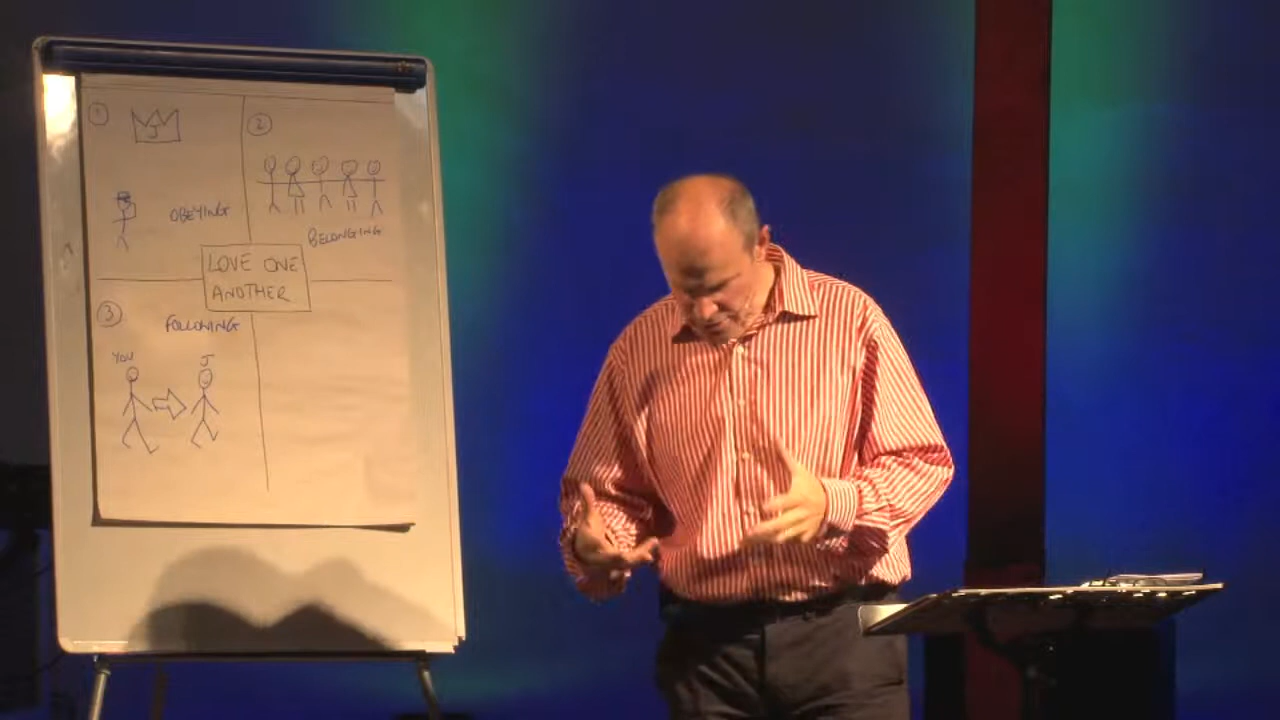 1
J
OBEYING
2
BELONGING
LOVE ONE
ANOTHER
3
FOLLOWING
YOU
J